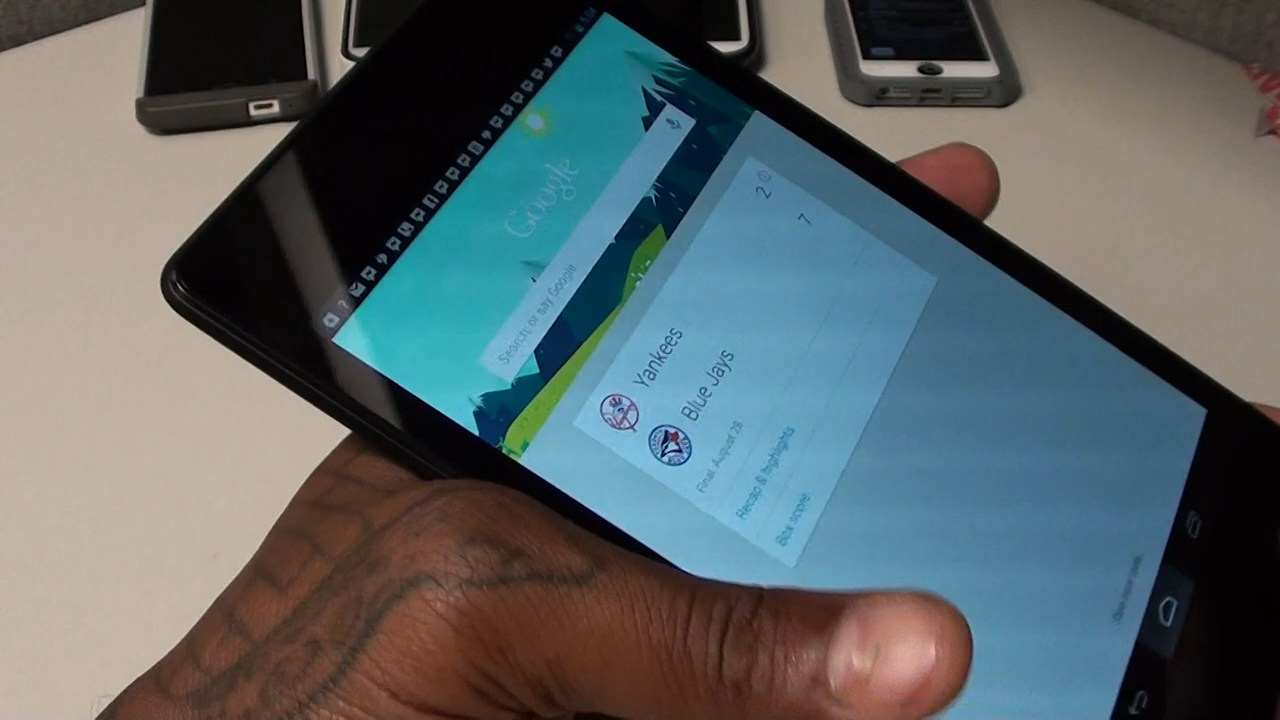 Google
Search, or say Google
Yankees 2
Blue Jays 7
Final, August 28
Recap & highlights
Box score